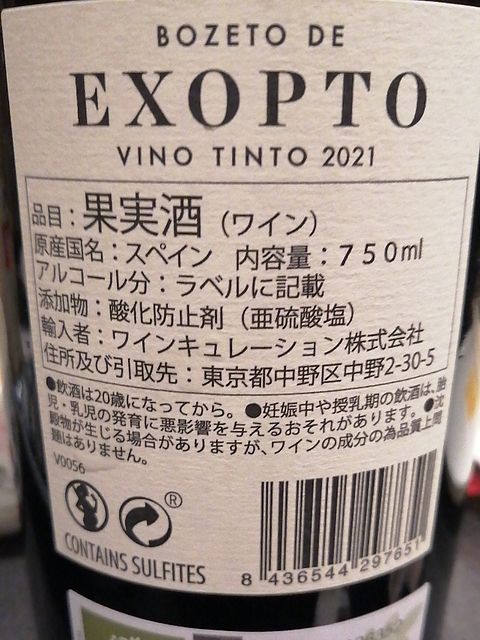 BOZETO DE
EXOPTO
VINO TINTO 2021
品目：果実酒（ワイン）
原産国名：スペイン　内容量：７５０ml
アルコール分：ラベルに記載
添加物：酸化防止剤（亜硫酸塩）
輸入者：ワインキュレーション株式会社
住所及び引取先：東京都中野区中野2-30-5
●飲酒は20歳になってから。●妊娠中や授乳期の飲酒は、胎
児・乳児の発育に悪影響を与えるおそれがあります。●沈
殿物が生じる場合がありますが、ワインの成分の為品質上問
題はありません。
V0056
®
CONTAINS SULFITES
8 436544 297651